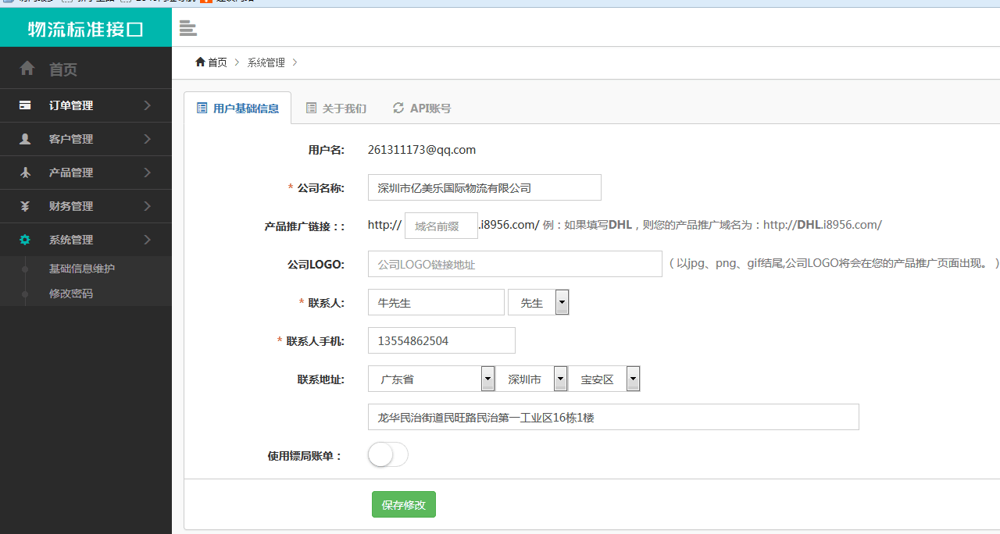 物流标准接口
首页
订单管理
客户管理
产品管理
财务管理
系统管理
基础信息维护
修改密码
首页 系统管理
用户基础信息 关于我们 API账号
用户名: 261311173@qq.com
* 公司名称: 深圳市亿美乐国际物流有限公司
产品推广链接：: http:// 域名前缀 .i8956.com/ 例：如果填写DHL，则您的产品推广域名为：http://DHL.i8956.com/
公司LOGO: 公司LOGO链接地址 （以jpg、png、gif结尾,公司LOGO将会在您的产品推广页面出现。）
* 联系人: 牛先生 先生
* 联系人手机: 13554862504
联系地址: 广东省 深圳市 宝安区
龙华民治街道民旺路民治第一工业区16栋1楼
使用镖局账单：
保存修改